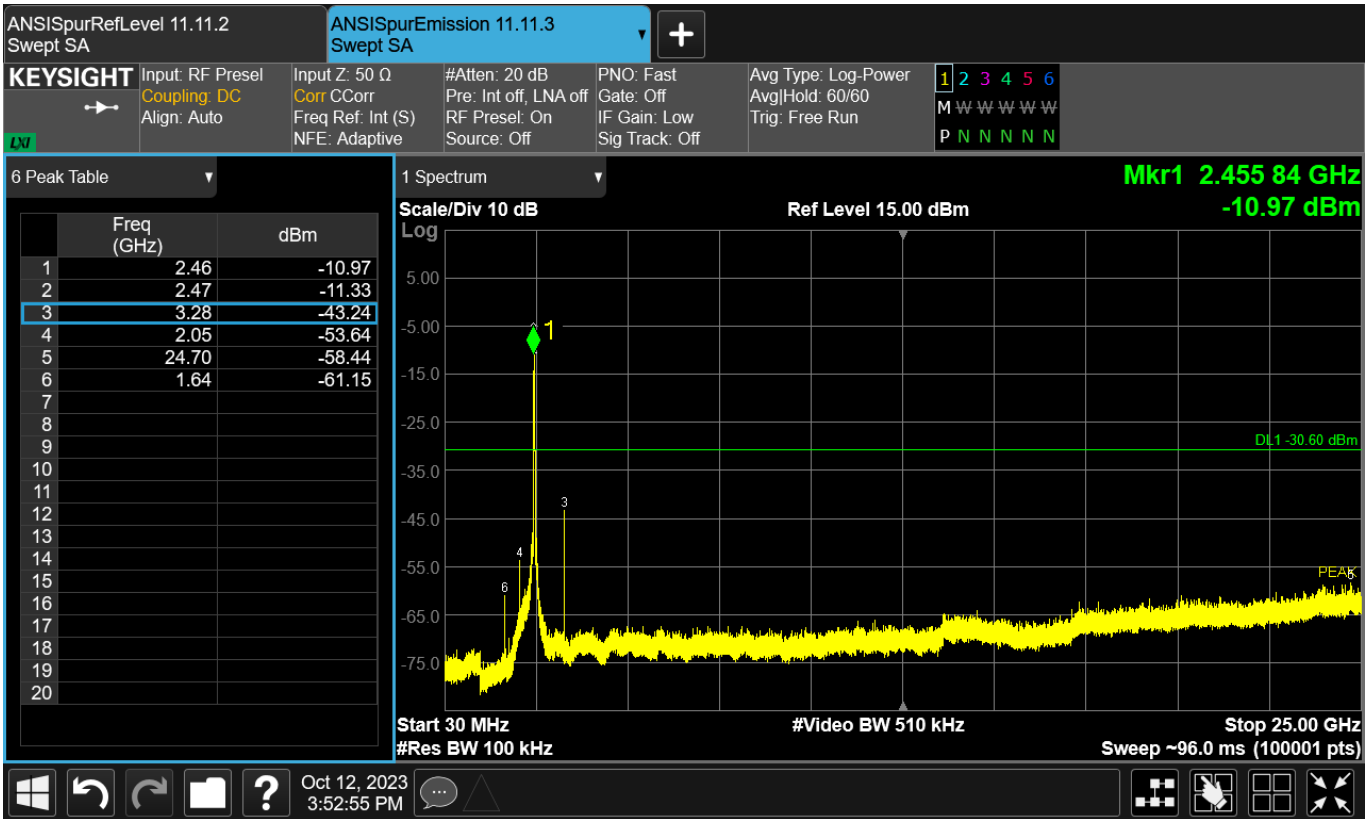 ANSISpurRefLevel 11.11.2
Swept SA
ANSISpurEmission 11.11.3
Swept SA
KEYSIGHT
LXI
Input: RF Presel
Coupling: DC
Align: Auto
Input Z: 50 Ω
Corr CCorr
Freq Ref: Int (S)
NFE: Adaptive
#Atten: 20 dB
Pre: Int off, LNA off
RF Presel: On
Source: Off
PNO: Fast
Gate: Off
IF Gain: Low
Sig Track: Off
Avg Type: Log-Power
Avg|Hold: 60/60
Trig: Free Run
1 2 3 4 5 6
M W W W W W W
P N N N N N
6 Peak Table
Freq (GHz) dBm
1 2.46 -10.97
2 2.47 -11.33
3 3.28 -43.24
4 2.05 -53.64
5 24.70 -58.44
6 1.64 -61.15
7
8
9
10
11
12
13
14
15
16
17
18
19
20
1 Spectrum
Mkr1 2.455 84 GHz
-10.97 dBm
Scale/Div 10 dB
Ref Level 15.00 dBm
Log
5.00
-5.00
-15.0
-25.0
-35.0
-45.0
-55.0
-65.0
-75.0
1
DL1 -30.60 dBm
3
4
6
PEAK
5
Start 30 MHz
#Video BW 510 kHz
Stop 25.00 GHz
#Res BW 100 kHz
Sweep ~96.0 ms (100001 pts)
Oct 12, 2023
3:52:55 PM